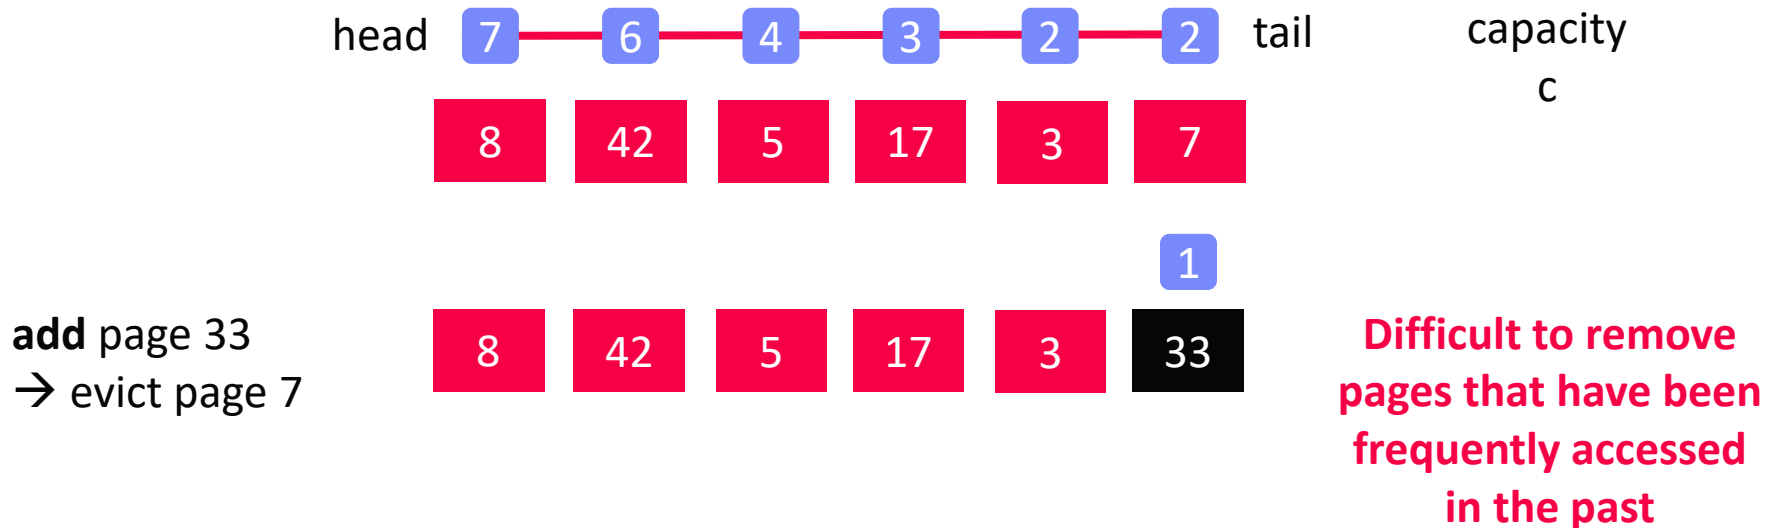 head 7 6 4 3 2 2 tail
capacity
c
8 42 5 17 3 7
1
add page 33
→ evict page 7
8 42 5 17 3 33
Difficult to remove
pages that have been
frequently accessed
in the past